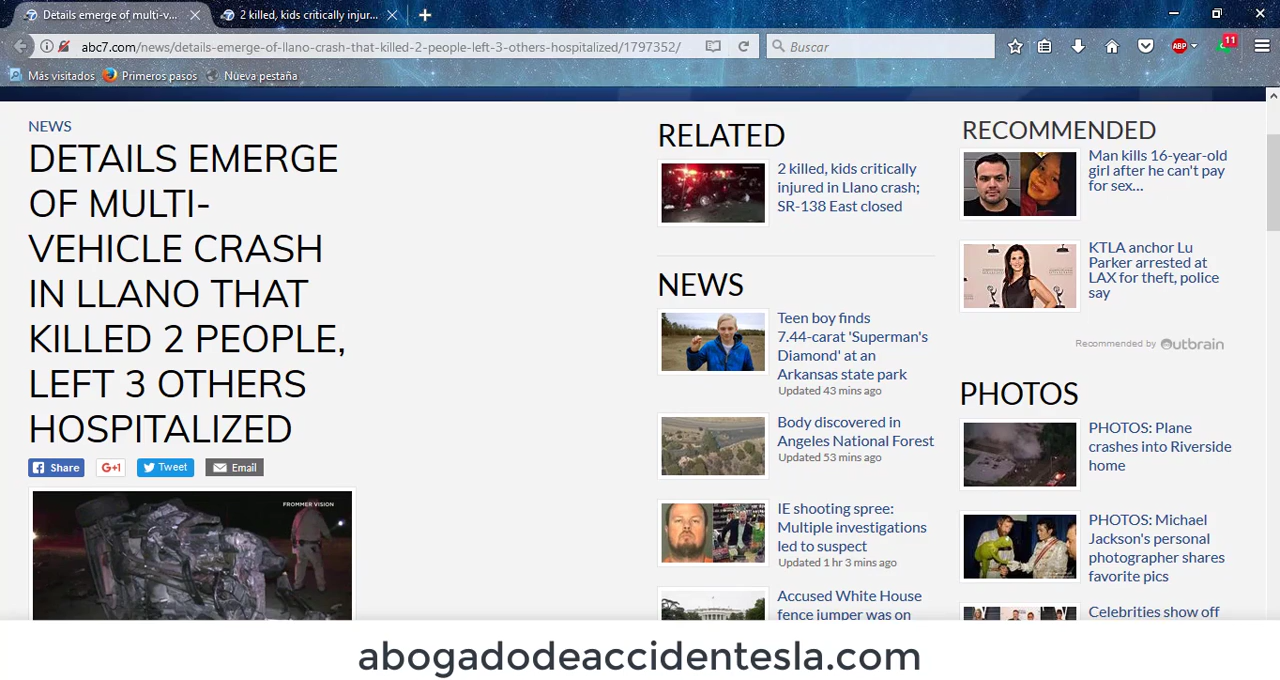 Details emerge of multi-v...
2 killed, kids critically injur...
abc7.com/news/details-emerge-of-llano-crash-that-killed-2-people-left-3-others-hospitalized/1797352/
Buscar
ABP
11
Más visitados
Primeros pasos
Nueva pestaña
NEWS
DETAILS EMERGE
OF MULTI-
VEHICLE CRASH
IN LLANO THAT
KILLED 2 PEOPLE,
LEFT 3 OTHERS
HOSPITALIZED
Share
G+1
Tweet
Email
FROMMER VISION
RELATED
2 killed, kids critically
injured in Llano crash;
SR-138 East closed
NEWS
Teen boy finds
7.44-carat 'Superman's
Diamond' at an
Arkansas state park
Updated 43 mins ago
Body discovered in
Angeles National Forest
Updated 53 mins ago
IE shooting spree:
Multiple investigations
led to suspect
Updated 1 hr 3 mins ago
Accused White House
fence jumper was on
RECOMMENDED
Man kills 16-year-old
girl after he can't pay
for sex...
KTLA anchor Lu
Parker arrested at
LAX for theft, police
say
Recommended by Outbrain
PHOTOS
PHOTOS: Plane
crashes into Riverside
home
PHOTOS: Michael
Jackson's personal
photographer shares
favorite pics
Celebrities show off
abogadodeaccidentesla.com